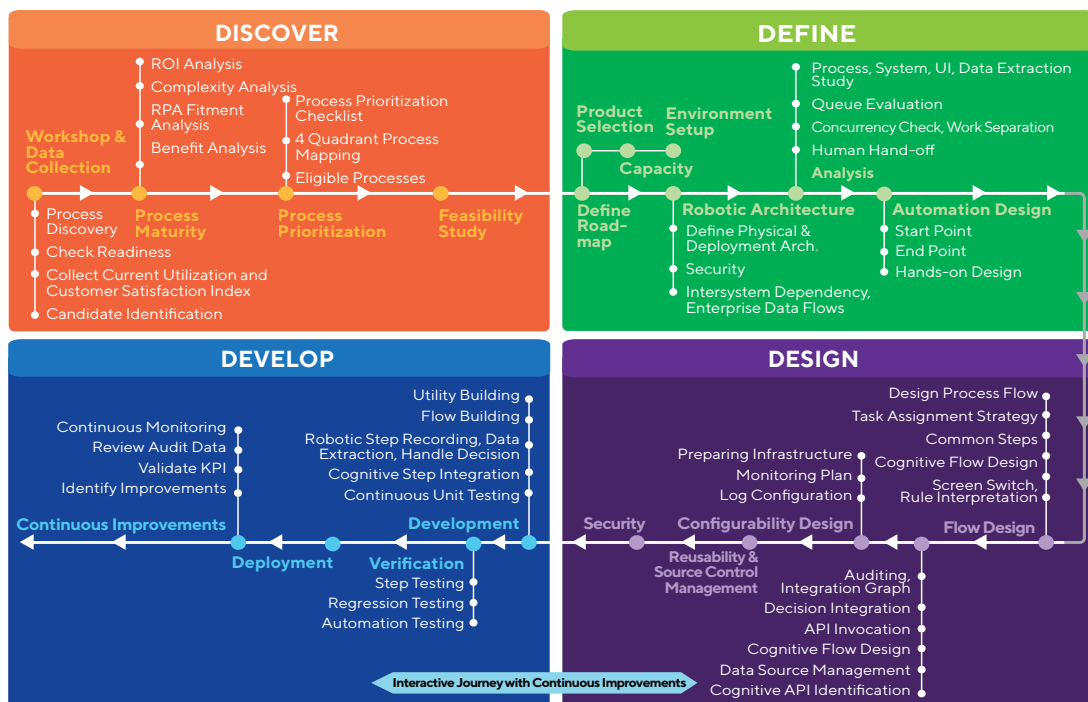 DISCOVER
ROI Analysis
Complexity Analysis
RPA Fitment
Analysis
Benefit Analysis
Process Prioritization
Checklist
4 Quadrant Process
Mapping
Eligible Processes
Workshop &
Data
Collection
Process
Maturity
Process
Prioritization
Feasibility
Study
Process
Discovery
Check Readiness
Collect Current Utilization and
Customer Satisfaction Index
Candidate Identification
DEFINE
Process, System, UI, Data Extraction
Study
Queue Evaluation
Concurrency Check, Work Separation
Human Hand-off
Analysis
Product
Selection
Environment
Setup
Capacity
Define
Road-
map
Robotic Architecture
Define Physical &
Deployment Arch.
Security
Intersystem Dependency,
Enterprise Data Flows
Automation Design
Start Point
End Point
Hands-on Design
DEVELOP
Utility Building
Flow Building
Robotic Step Recording, Data
Extraction, Handle Decision
Cognitive Step Integration
Continuous Unit Testing
Continuous Monitoring
Review Audit Data
Validate KPI
Identify Improvements
Continuous Improvements
Development
Deployment
Verification
Step Testing
Regression Testing
Automation Testing
DESIGN
Design Process Flow
Task Assignment Strategy
Common Steps
Cognitive Flow Design
Screen Switch,
Rule Interpretation
Preparing Infrastructure
Monitoring Plan
Log Configuration
Security
Configurability Design
Flow Design
Reusability &
Source Control
Management
Auditing,
Integration Graph
Decision Integration
API Invocation
Cognitive Flow Design
Data Source Management
Cognitive API Identification
Interactive Journey with Continuous Improvements